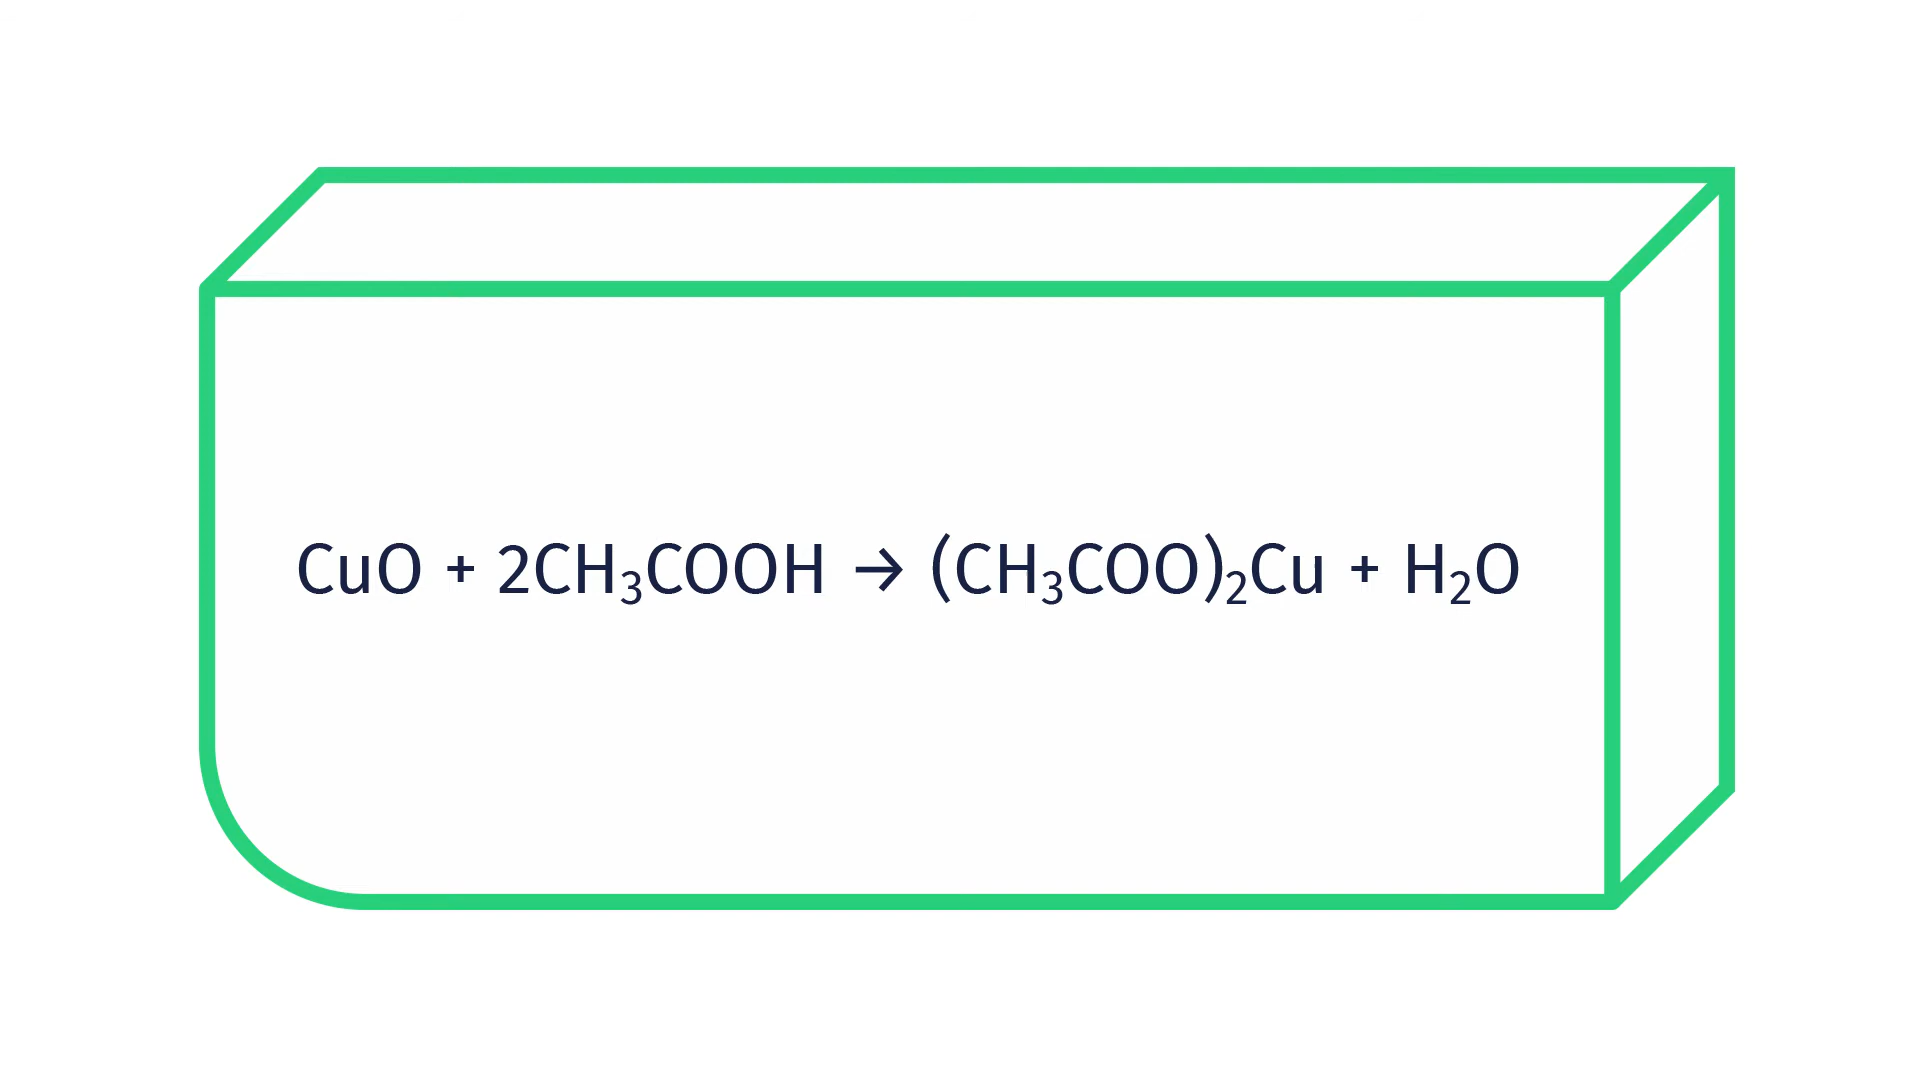 CuO + 2CH₃COOH → (CH₃COO)₂Cu + H₂O